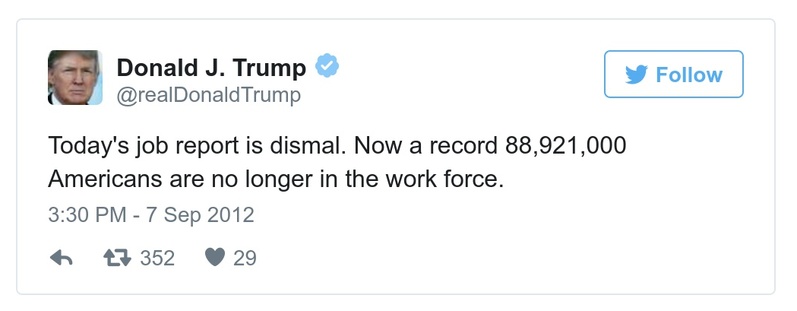 Donald J. Trump
@realDonaldTrump
Follow
Today's job report is dismal. Now a record 88,921,000
Americans are no longer in the work force.
3:30 PM - 7 Sep 2012
352 29